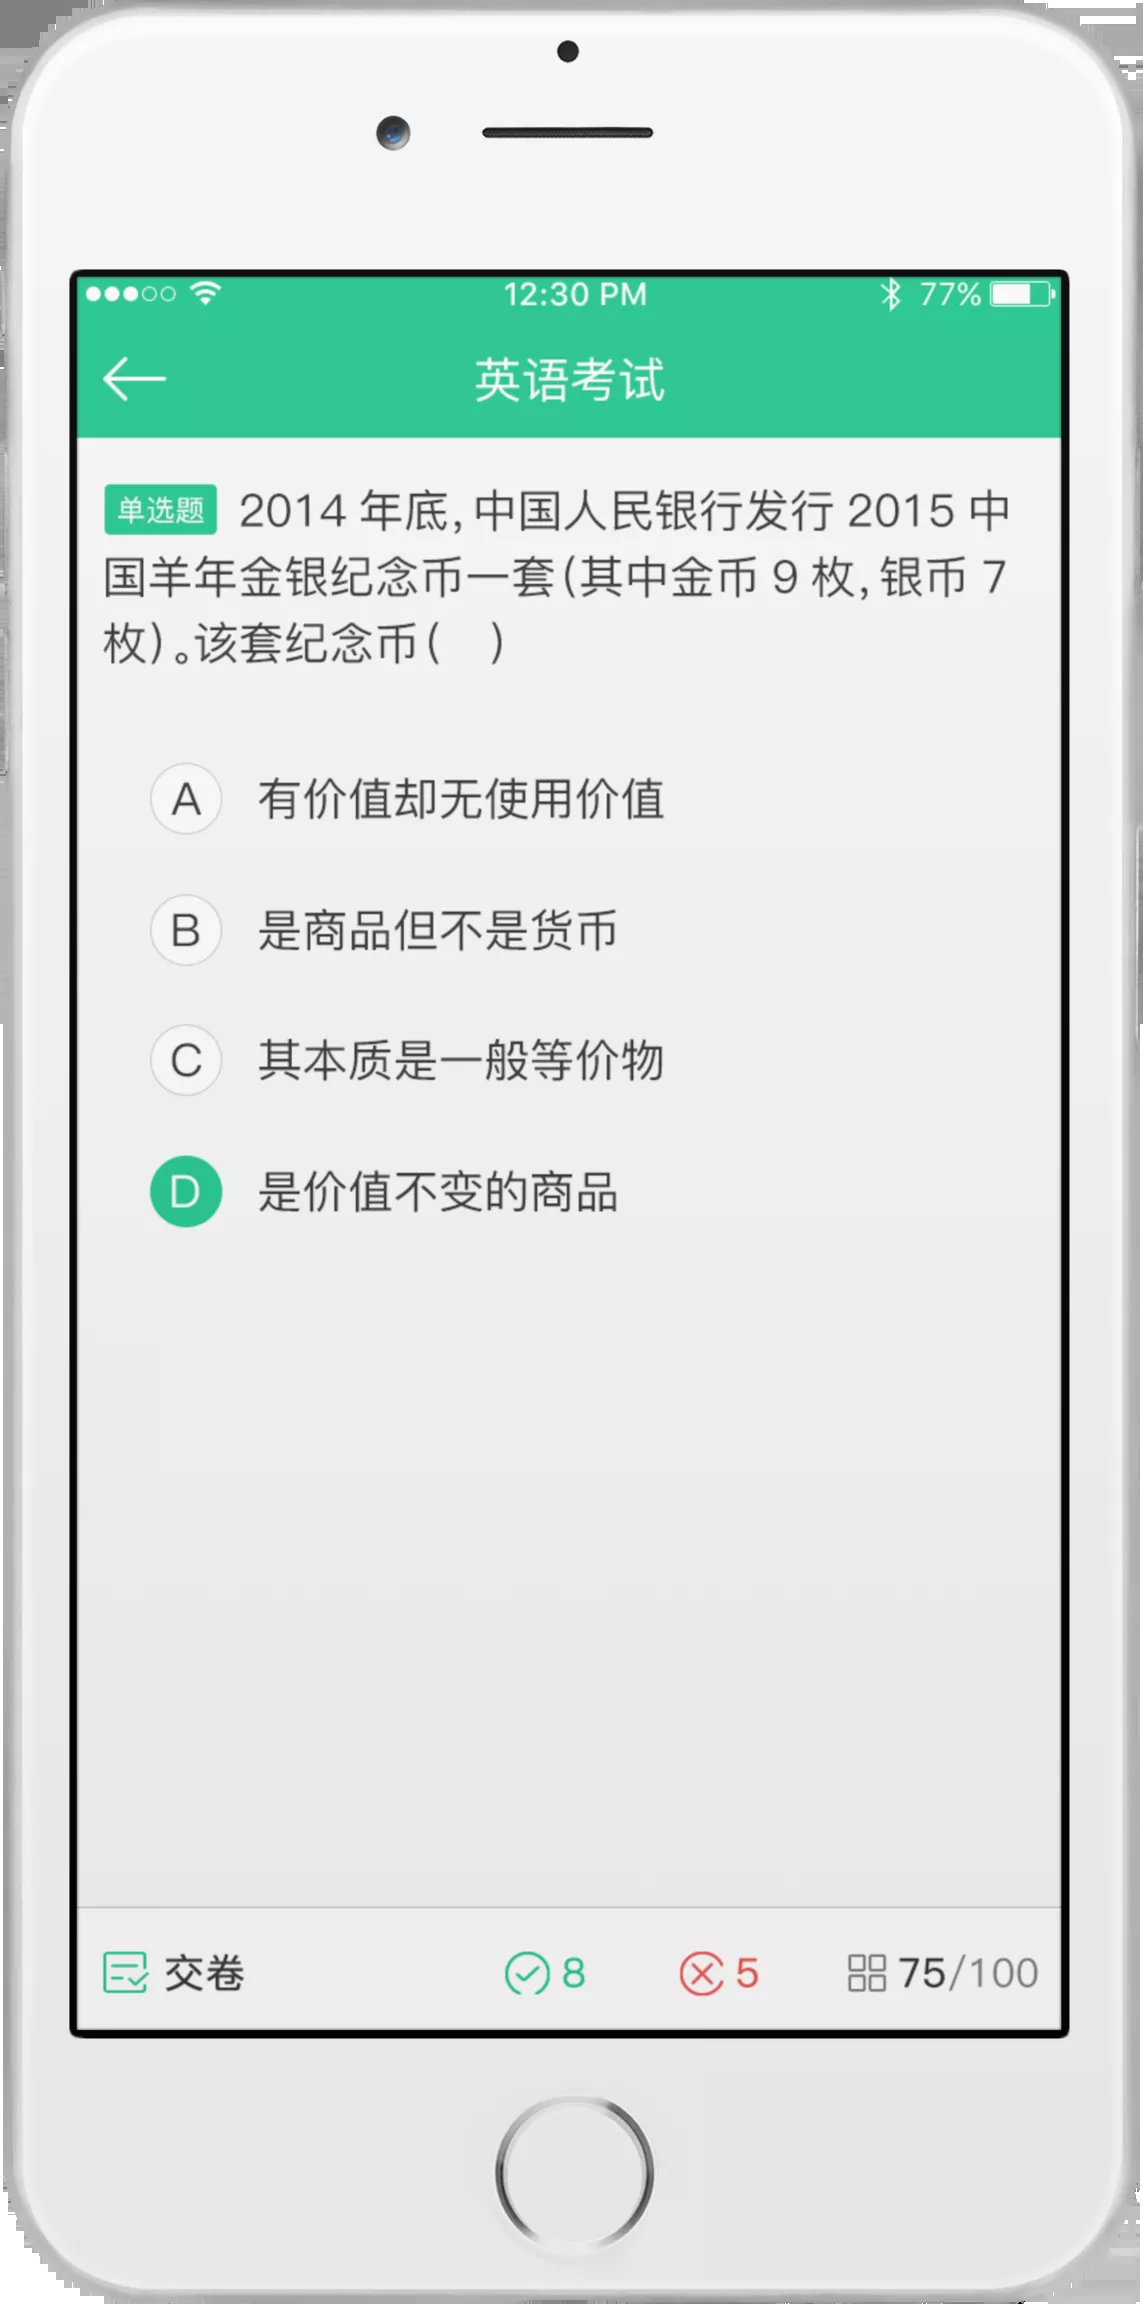 12:30 PM 77%
英语考试
单选题 2014 年底,中国人民银行发行 2015 中
国羊年金银纪念币一套(其中金币 9 枚,银币 7
枚)。该套纪念币( )
A 有价值却无使用价值
B 是商品但不是货币
C 其本质是一般等价物
D 是价值不变的商品
交卷 8 5 75/100